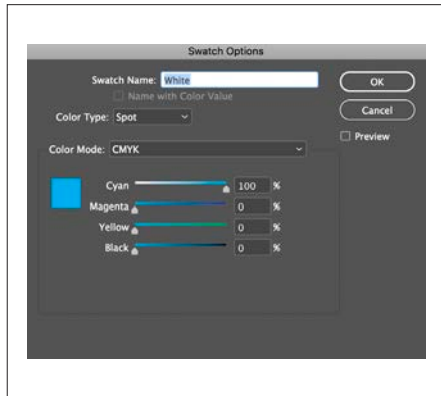 Swatch Options
Swatch Name: White OK
Name with Color Value
Cancel
Color Type: Spot
Preview
Color Mode: CMYK
Cyan 100 %
Magenta 0 %
Yellow 0 %
Black 0 %